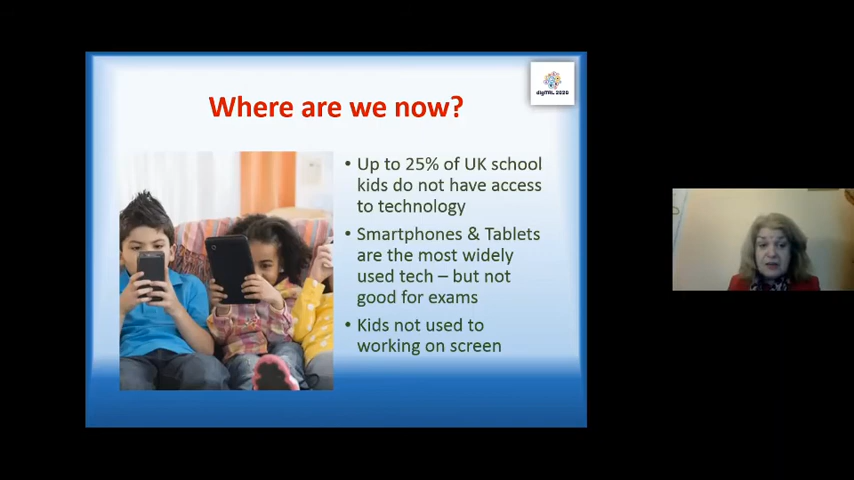 Where are we now?
digiTAL 2020
• Up to 25% of UK school
kids do not have access
to technology
• Smartphones & Tablets
are the most widely
used tech – but not
good for exams
• Kids not used to
working on screen